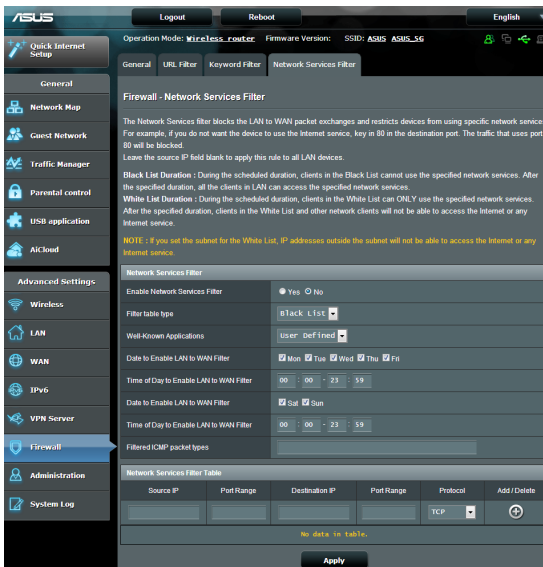 ASUS
Logout
Reboot
English
Quick Internet Setup
Operation Mode: Wireless router Firmware Version: SSID: ASUS ASUS_5G
General
URL Filter
Keyword Filter
Network Services Filter
General
Network Map
Guest Network
Traffic Manager
Parental control
USB application
AiCloud
Advanced Settings
Wireless
LAN
WAN
IPv6
VPN Server
Firewall
Administration
System Log
Firewall - Network Services Filter
The Network Services filter blocks the LAN to WAN packet exchanges and restricts devices from using specific network service
For example, if you do not want the device to use the Internet service, key in 80 in the destination port. The traffic that uses port
80 will be blocked.
Leave the source IP field blank to apply this rule to all LAN devices.
Black List Duration : During the scheduled duration, clients in the Black List cannot use the specified network services. After
the specified duration, all the clients in LAN can access the specified network services.
White List Duration : During the scheduled duration, clients in the White List can ONLY use the specified network services.
After the specified duration, clients in the White List and other network clients will not be able to access the Internet or any
Internet service.
NOTE : If you set the subnet for the White List, IP addresses outside the subnet will not be able to access the Internet or any
Internet service.
Network Services Filter
Enable Network Services Filter Yes No
Filter table type Black List
Well-Known Applications User Defined
Date to Enable LAN to WAN Filter Mon Tue Wed Thu Fri
Time of Day to Enable LAN to WAN Filter 00 : 00 - 23 : 59
Date to Enable LAN to WAN Filter Sat Sun
Time of Day to Enable LAN to WAN Filter 00 : 00 - 23 : 59
Filtered ICMP packet types
Network Services Filter Table
Source IP Port Range Destination IP Port Range Protocol Add / Delete
TCP
No data in table.
Apply